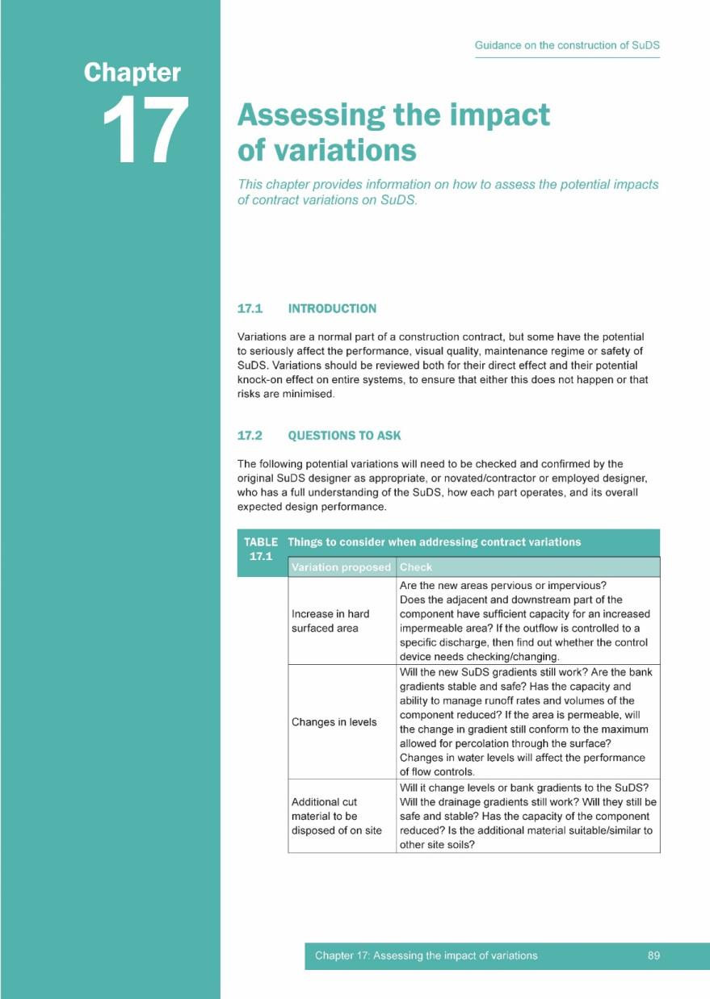 Guidance on the construction of SuDS
Chapter
17
Assessing the impact
of variations
This chapter provides information on how to assess the potential impacts
of contract variations on SuDS.
17.1 INTRODUCTION
Variations are a normal part of a construction contract, but some have the potential
to seriously affect the performance, visual quality, maintenance regime or safety of
SuDS. Variations should be reviewed both for their direct effect and their potential
knock-on effect on entire systems, to ensure that either this does not happen or that
risks are minimised.
17.2 QUESTIONS TO ASK
The following potential variations will need to be checked and confirmed by the
original SuDS designer as appropriate, or novated/contractor or employed designer,
who has a full understanding of the SuDS, how each part operates, and its overall
expected design performance.
TABLE
17.1
Things to consider when addressing contract variations
Variation proposed
Check
Increase in hard
surfaced area
Are the new areas pervious or impervious?
Does the adjacent and downstream part of the
component have sufficient capacity for an increased
impermeable area? If the outflow is controlled to a
specific discharge, then find out whether the control
device needs checking/changing.
Changes in levels
Will the new SuDS gradients still work? Are the bank
gradients stable and safe? Has the capacity and
ability to manage runoff rates and volumes of the
component reduced? If the area is permeable, will
the change in gradient still conform to the maximum
allowed for percolation through the surface?
Changes in water levels will affect the performance
of flow controls.
Additional cut
material to be
disposed of on site
Will it change levels or bank gradients to the SuDS?
Will the drainage gradients still work? Will they still be
safe and stable? Has the capacity of the component
reduced? Is the additional material suitable/similar to
other site soils?
Chapter 17: Assessing the impact of variations 89